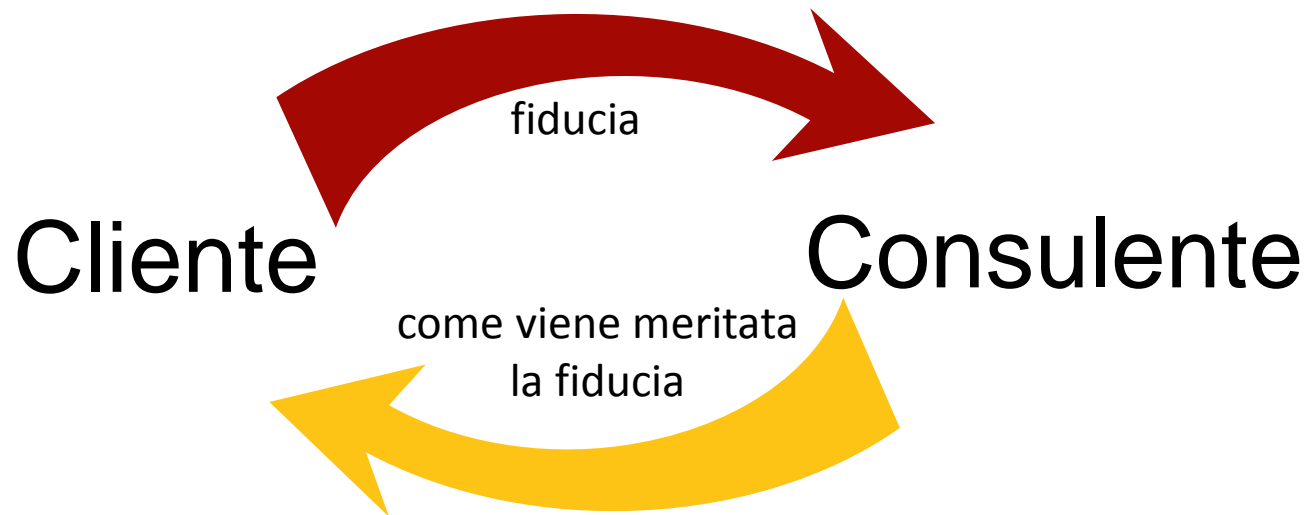 fiducia
Cliente
Consulente
come viene meritata
la fiducia